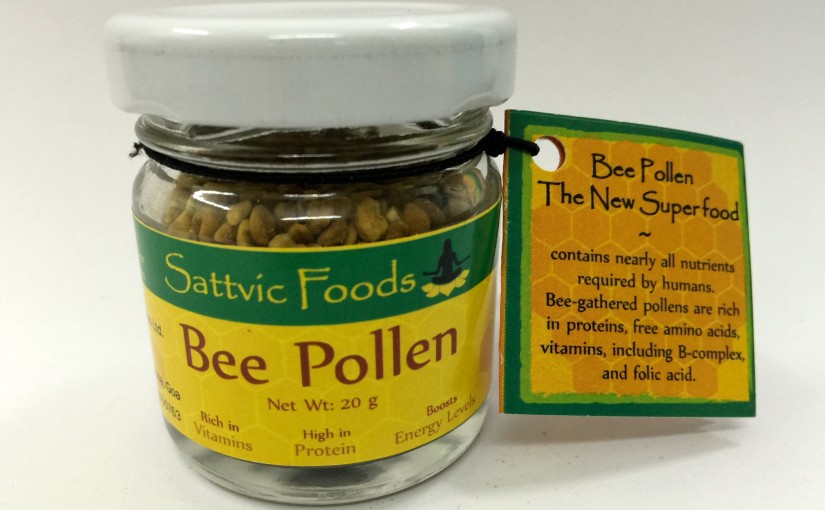 Sattvic Foods
Bee Pollen
Net Wt: 20 g
Rich in
Vitamins
High in
Protein
Boosts
Energy Levels
Ltd.
Goa
Bee Pollen
The New Superfood
~
contains nearly all nutrients
required by humans.
Bee-gathered pollens are rich
in proteins, free amino acids,
vitamins, including B-complex,
and folic acid.